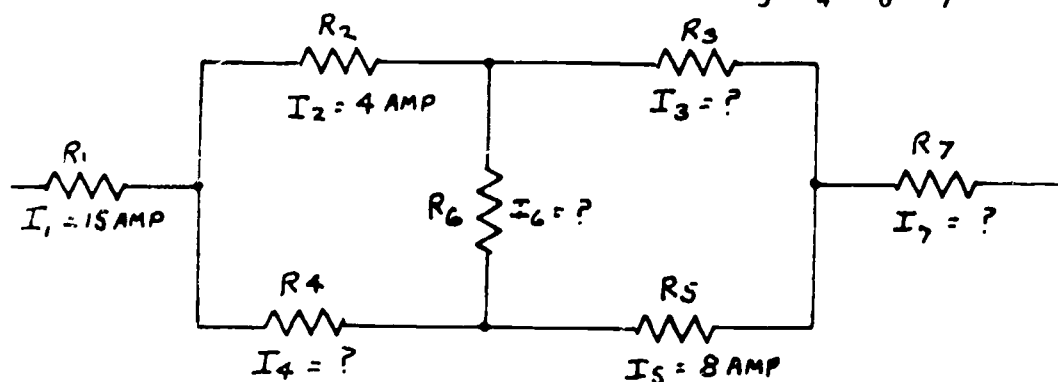 R2
R3
I2 = 4 AMP
I3 = ?
R1
R7
I1 = 15 AMP
R6
I6 = ?
I7 = ?
R4
R5
I4 = ?
I5 = 8 AMP